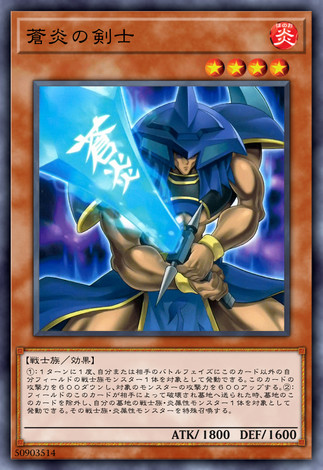 蒼炎の剣士
炎
蒼炎
【戦士族/効果】
①:1ターンに1度、自分または相手のバトルフェイズにこのカード以外の自
分フィールドの戦士族モンスター1体を対象として発動できる。このカードの
攻撃力を600ダウンし、対象のモンスターの攻撃力を600アップする。②:
フィールドのこのカードが相手によって破壊され墓地へ送られた時、墓地のこ
のカードを除外し、自分の墓地の戦士族・炎属性モンスター1体を対象として
発動できる。その戦士族・炎属性モンスターを特殊召喚する。
ATK/1800 DEF/1600
50903514